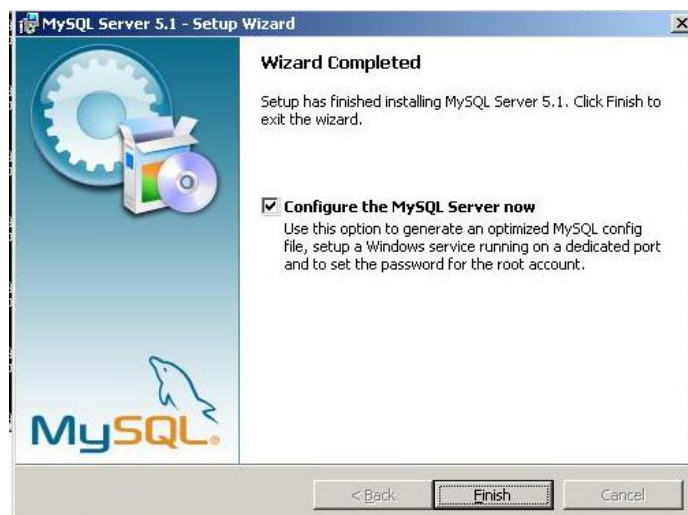 MySQL Server 5.1 - Setup Wizard
Wizard Completed
Setup has finished installing MySQL Server 5.1. Click Finish to
exit the wizard.
Configure the MySQL Server now
Use this option to generate an optimized MySQL config
file, setup a Windows service running on a dedicated port
and to set the password for the root account.
MySQL®
< Back
Finish
Cancel